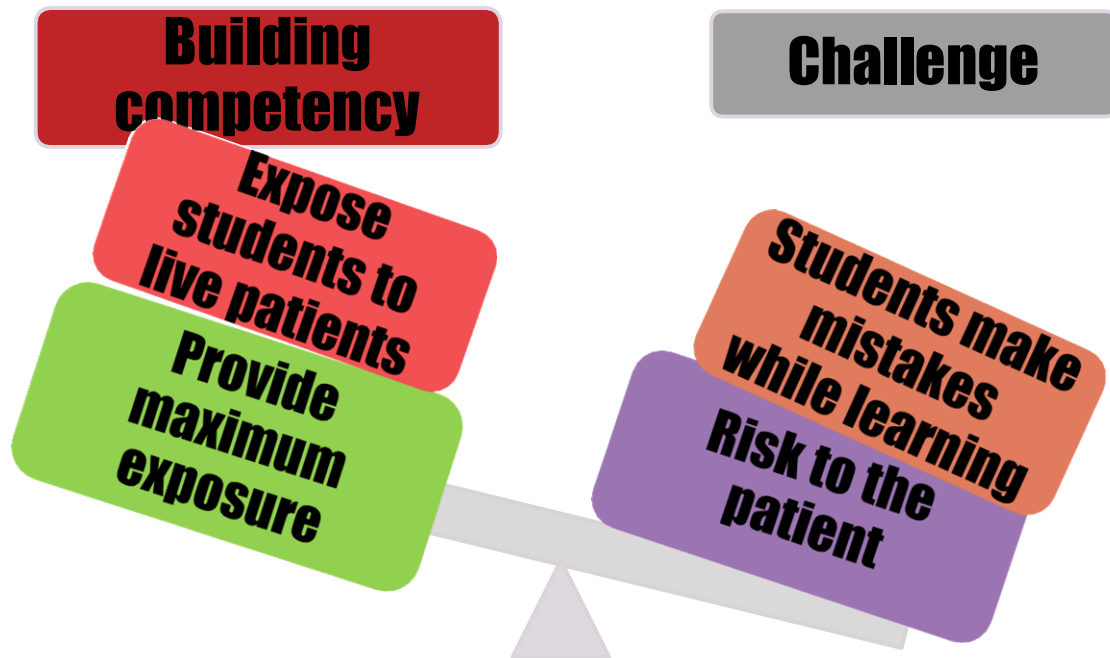 Building
competency
Challenge
Expose
students to
live patients
Provide
maximum
exposure
Students make
mistakes
while learning
Risk to the
patient